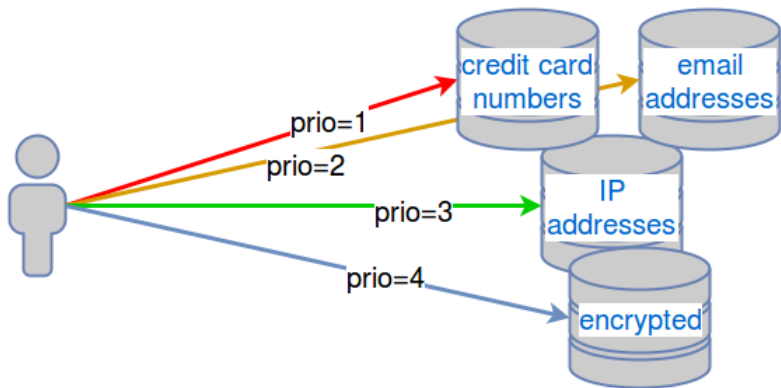 credit card
numbers
email
addresses
prio=1
prio=2
IP
addresses
prio=3
prio=4
encrypted